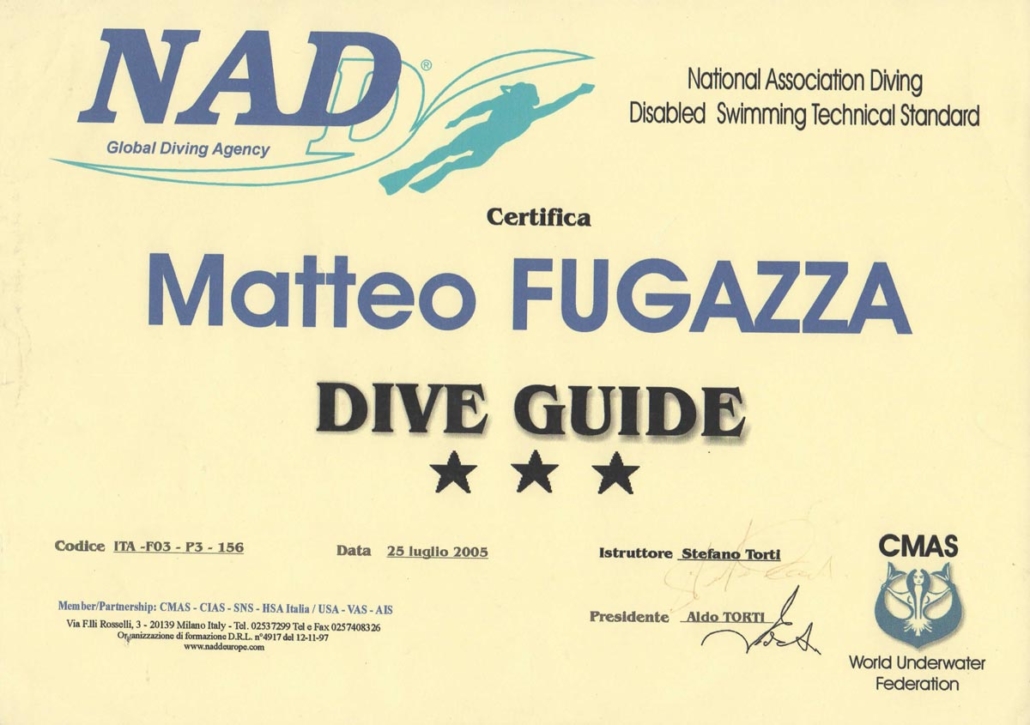 NADD®
Global Diving Agency
National Association Diving
Disabled Swimming Technical Standard
Certifica
Matteo FUGAZZA
DIVE GUIDE
Codice ITA -F03 - P3 - 156
Data 25 luglio 2005
Istruttore Stefano Torti
Presidente Aldo TORTI
Member/Partnership: CMAS - CIAS - SNS - HSA Italia / USA - VAS - AIS
Via F.lli Rosselli, 3 - 20139 Milano Italy - Tel. 02537299 Tel e Fax 0257408326
Organizzazione di formazione D.R.L. n°4917 del 12-11-97
www.naddeurope.com
CMAS
World Underwater
Federation